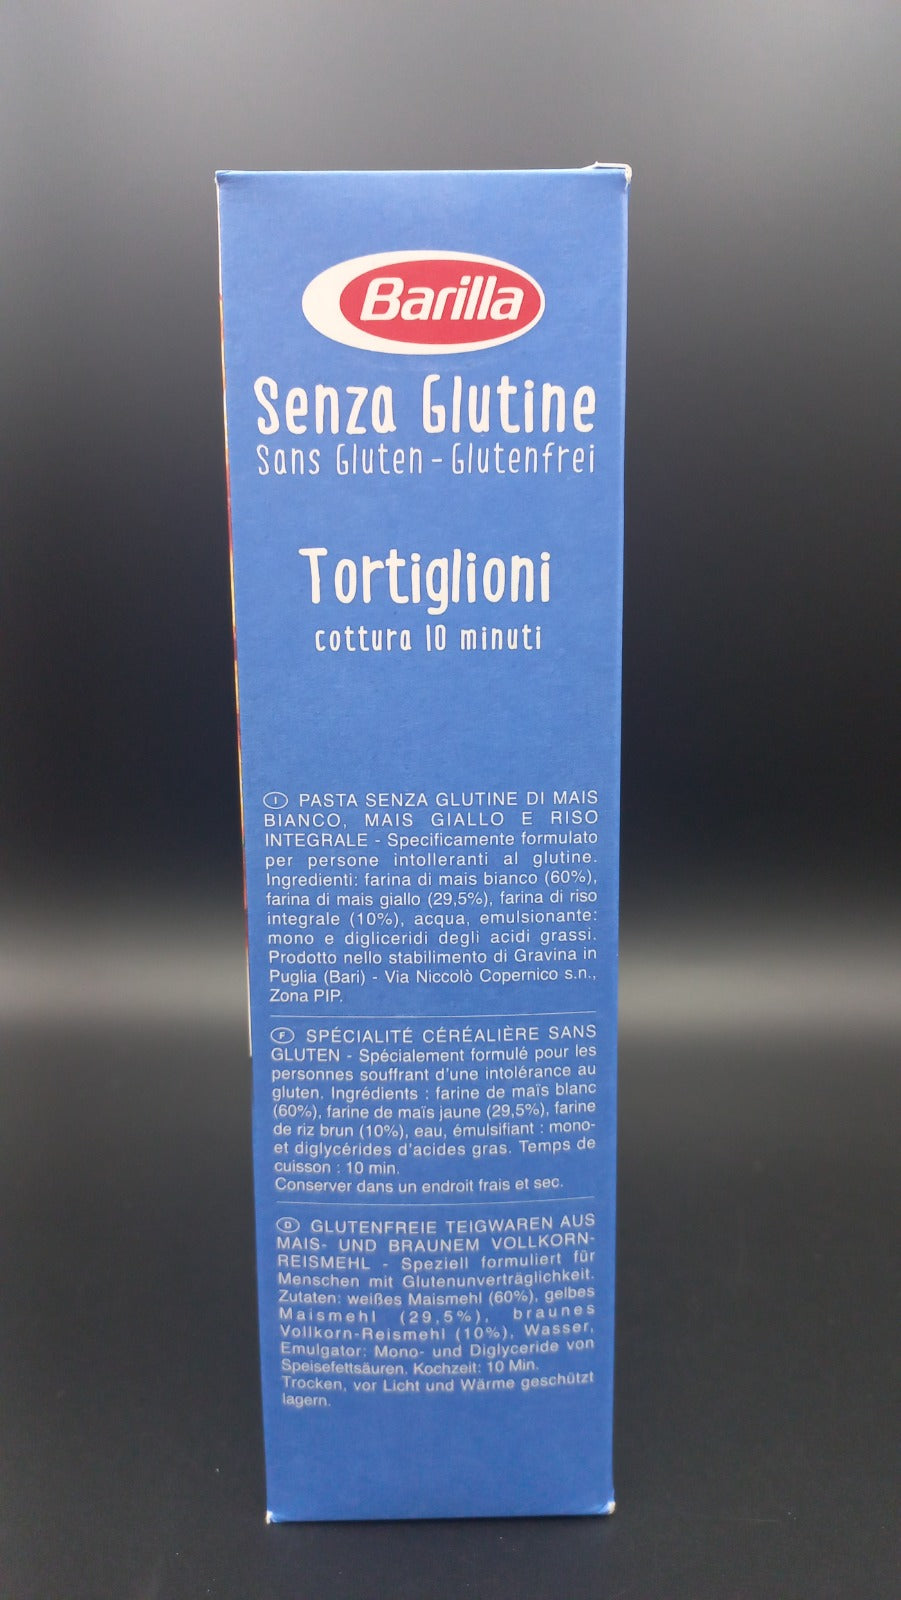 Barilla
Senza Glutine
Sans Gluten - Glutenfrei
Tortiglioni
cottura 10 minuti
I PASTA SENZA GLUTINE DI MAIS
BIANCO, MAIS GIALLO E RISO
INTEGRALE - Specificamente formulato
per persone intolleranti al glutine.
Ingredienti: farina di mais bianco (60%),
farina di mais giallo (29,5%), farina di riso
integrale (10%), acqua, emulsionante:
mono e digliceridi degli acidi grassi.
Prodotto nello stabilimento di Gravina in
Puglia (Bari) - Via Niccolò Copernico s.n.,
Zona PIP.
F SPÉCIALITÉ CÉRÉALIÈRE SANS
GLUTEN - Spécialement formulé pour les
personnes souffrant d'une intolérance au
gluten. Ingrédients : farine de maïs blanc
(60%), farine de maïs jaune (29,5%), farine
de riz brun (10%), eau, émulsifiant : mono-
et diglycérides d'acides gras. Temps de
cuisson : 10 min.
Conserver dans un endroit frais et sec.
D GLUTENFREIE TEIGWAREN AUS
MAIS- UND BRAUNEM VOLLKORN-
REISMEHL - Speziell formuliert für
Menschen mit Glutenunverträglichkeit.
Zutaten: weißes Maismehl (60%), gelbes
Maismehl (29,5%), braunes
Vollkorn-Reismehl (10%), Wasser,
Emulgator: Mono- und Diglyceride von
Speisefettsäuren. Kochzeit: 10 Min.
Trocken, vor Licht und Wärme geschützt
lagern.